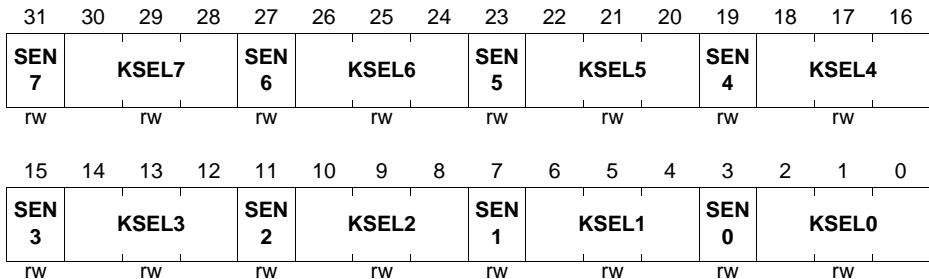 31 30 29 28 27 26 25 24 23 22 21 20 19 18 17 16
SEN 7 KSEL7 SEN 6 KSEL6 SEN 5 KSEL5 SEN 4 KSEL4
rw rw rw rw rw rw rw rw
15 14 13 12 11 10 9 8 7 6 5 4 3 2 1 0
SEN 3 KSEL3 SEN 2 KSEL2 SEN 1 KSEL1 SEN 0 KSEL0
rw rw rw rw rw rw rw rw